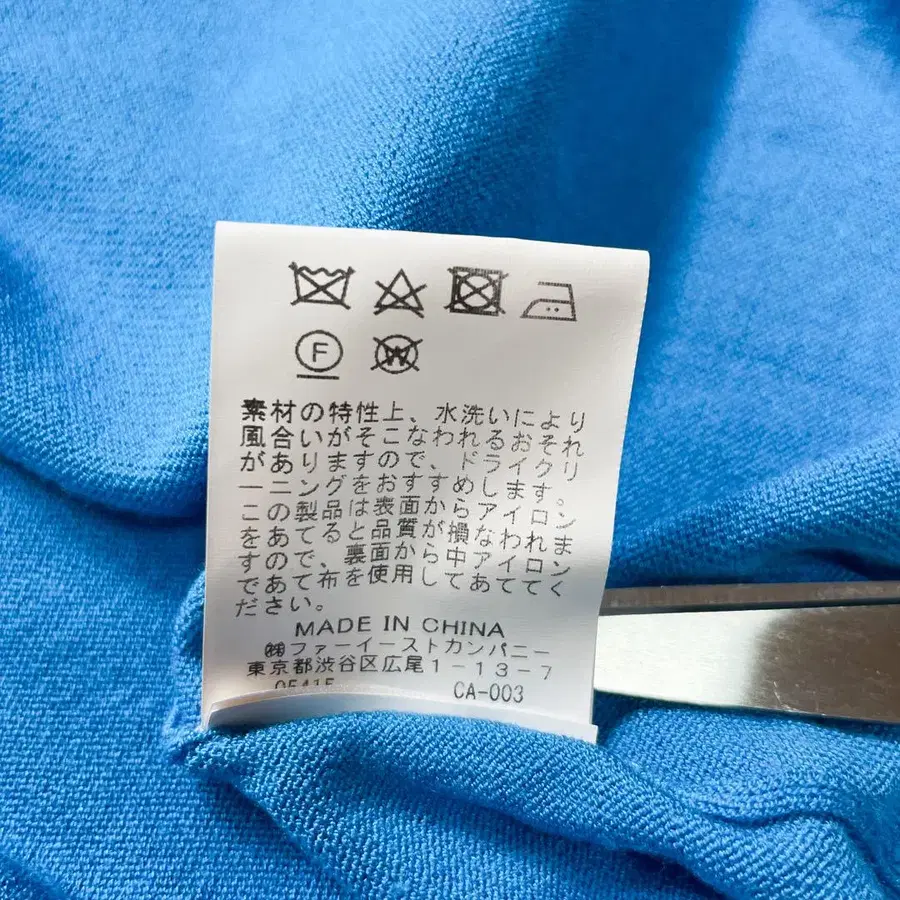 F W
素材の特性上、水洗いにより
風合いがそこなわれるおそれ
がありますので、ドライクリ
ーニングをおすすめします。
この製品は表面からアイロン
をあてると品質が損なわれま
すので、裏面から中アイロン
であて布を使用してあててく
ださい。
MADE IN CHINA
㈱ファーイーストカンパニー
東京都渋谷区広尾1-13-7
CA-003